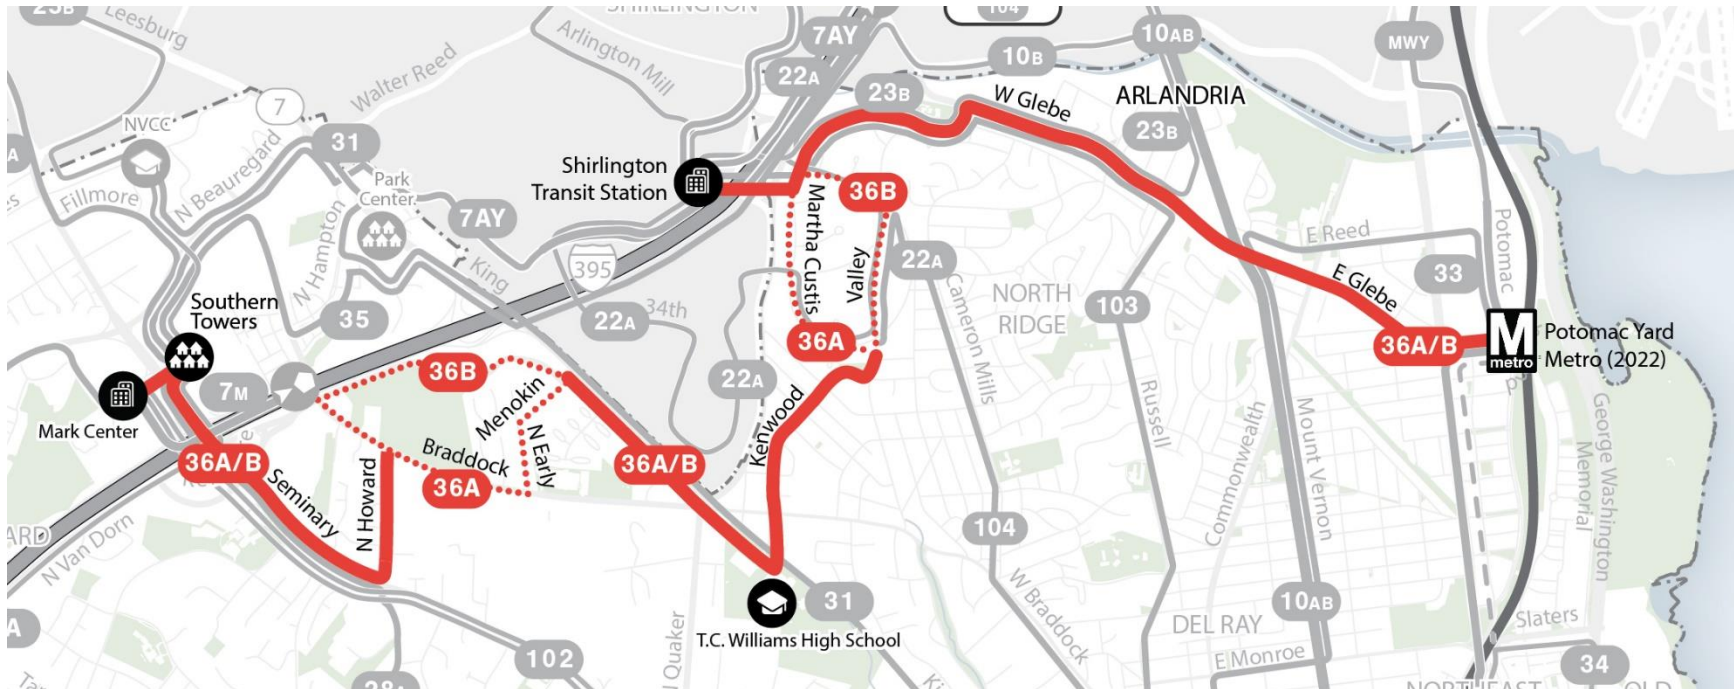 23B
Leesburg
SHIRLINGTON
104
7AY
10AB
MWY
Arlington Mill
Walter Reed
10B
22A
23B
W Glebe
ARLANDRIA
7
NVCC
31
23B
A
Shirlington
Transit Station
Park
Center
Fillmore
N Beauregard
36B
Martha Custis
Valley
7AY
N Hampton
King
395
22A
Cameron Mills
E Reed
Potomac
33
E Glebe
NORTH
RIDGE
103
Southern
Towers
35
22A
34th
36A
36A/B
M
metro
Potomac Yard
Metro (2022)
7M
36B
Menokin
22A
Mark Center
Braddock
N Early
Kenwood
Russell
Commonwealth
Mount Vernon
George Washington
Memorial
36A/B
Seminary
N Howard
36A
36A/B
104
N Van Dorn
W Braddock
31
10AB
T.C. Williams High School
DEL RAY
Slaters
A
102
E Monroe
34